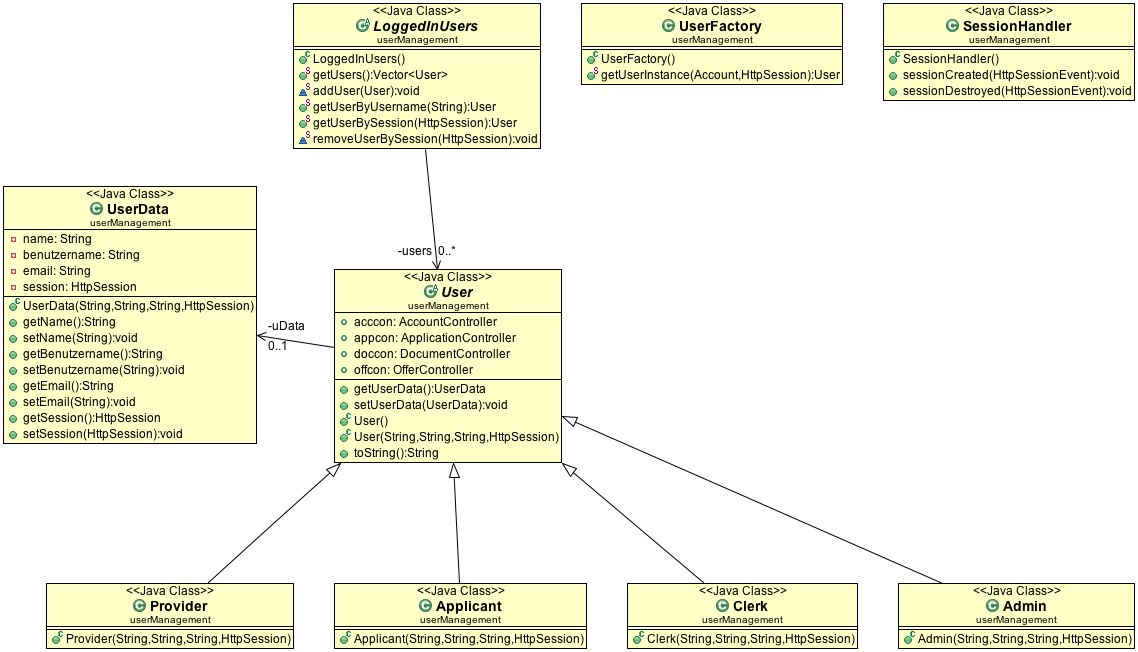 <<Java Class>>
LoggedInUsers
userManagement
LoggedInUsers()
getUsers():Vector<User>
addUser(User):void
getUserByUsername(String):User
getUserBySession(HttpSession):User
removeUserBySession(HttpSession):void
<<Java Class>>
UserFactory
userManagement
UserFactory()
getUserInstance(Account,HttpSession):User
<<Java Class>>
SessionHandler
userManagement
SessionHandler()
sessionCreated(HttpSessionEvent):void
sessionDestroyed(HttpSessionEvent):void
<<Java Class>>
UserData
userManagement
name: String
benutzername: String
email: String
session: HttpSession
UserData(String,String,String,HttpSession)
getName():String
setName(String):void
getBenutzername():String
setBenutzername(String):void
getEmail():String
setEmail(String):void
getSession():HttpSession
setSession(HttpSession):void
-users 0..*
-uData
0..1
<<Java Class>>
User
userManagement
acccon: AccountController
appcon: ApplicationController
doccon: DocumentController
offcon: OfferController
getUserData():UserData
setUserData(UserData):void
User()
User(String,String,String,HttpSession)
toString():String
<<Java Class>>
Provider
userManagement
Provider(String,String,String,HttpSession)
<<Java Class>>
Applicant
userManagement
Applicant(String,String,String,HttpSession)
<<Java Class>>
Clerk
userManagement
Clerk(String,String,String,HttpSession)
<<Java Class>>
Admin
userManagement
Admin(String,String,String,HttpSession)